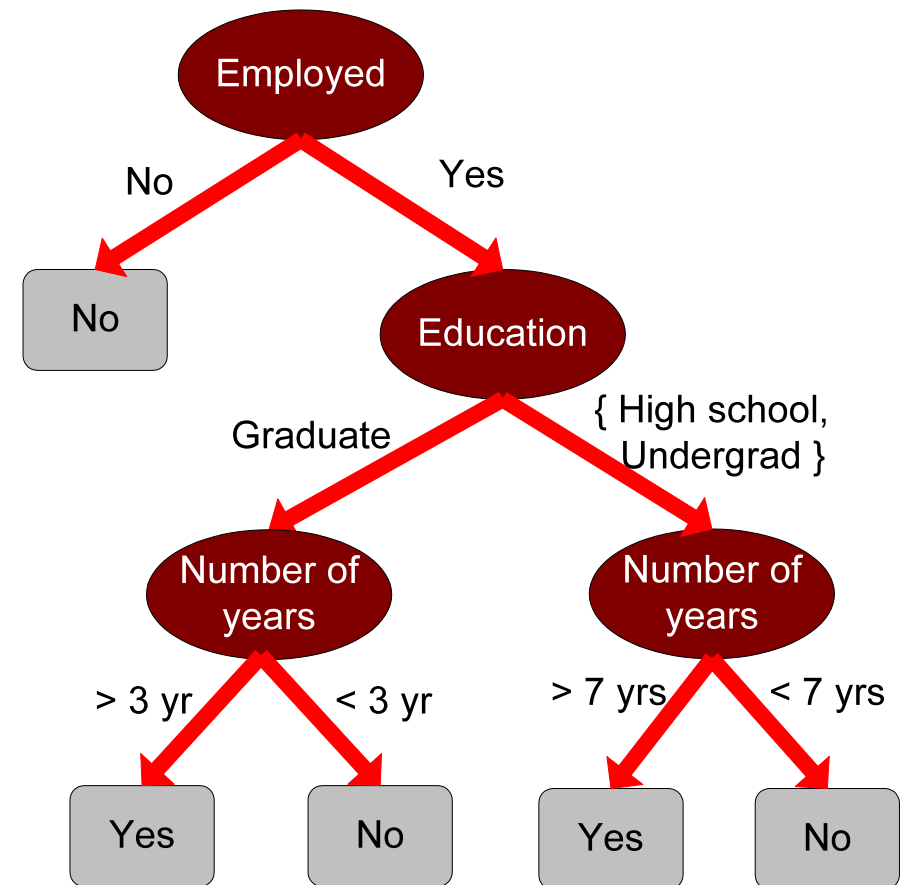 Employed
No
Yes
No
Education
Graduate
{ High school,
Undergrad }
Number of
years
Number of
years
> 3 yr
< 3 yr
> 7 yrs
< 7 yrs
Yes
No
Yes
No